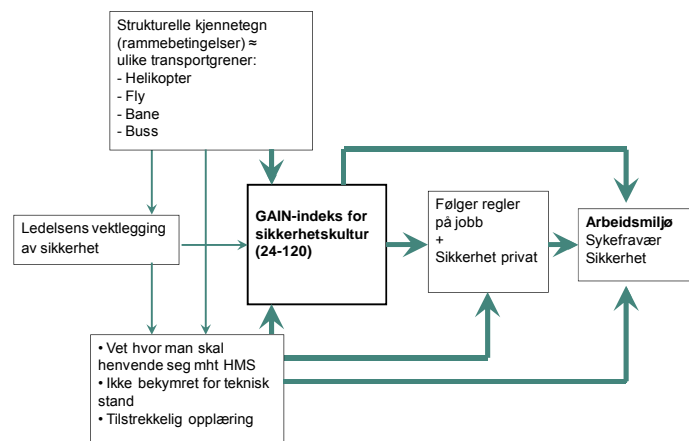 Strukturelle kjennetegn
(rammebetingelser) ≈
ulike transportgrener:
- Helikopter
- Fly
- Bane
- Buss
Ledelsens vektlegging
av sikkerhet
GAIN-indeks for
sikkerhetskultur
(24-120)
Følger regler
på jobb
+
Sikkerhet privat
Arbeidsmiljø
Sykefravær
Sikkerhet
• Vet hvor man skal
henvende seg mht HMS
• Ikke bekymret for teknisk
stand
• Tilstrekkelig opplæring